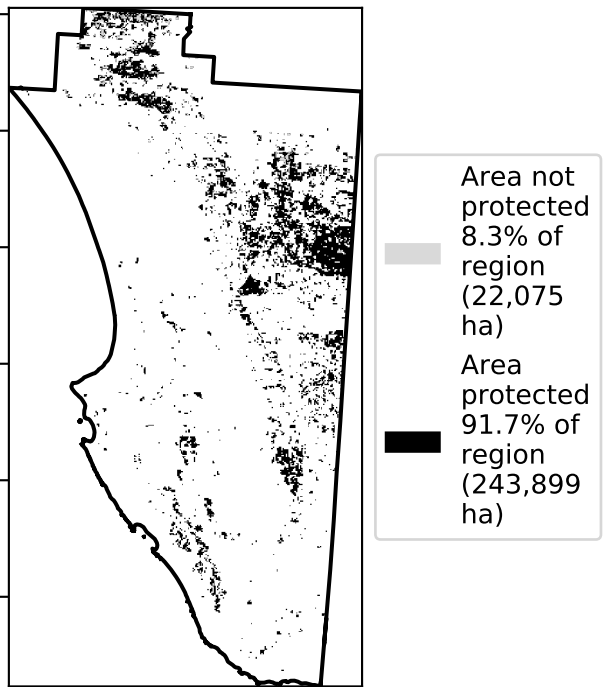 Area not
protected
8.3% of
region
(22,075
ha)
Area
protected
91.7% of
region
(243,899
ha)